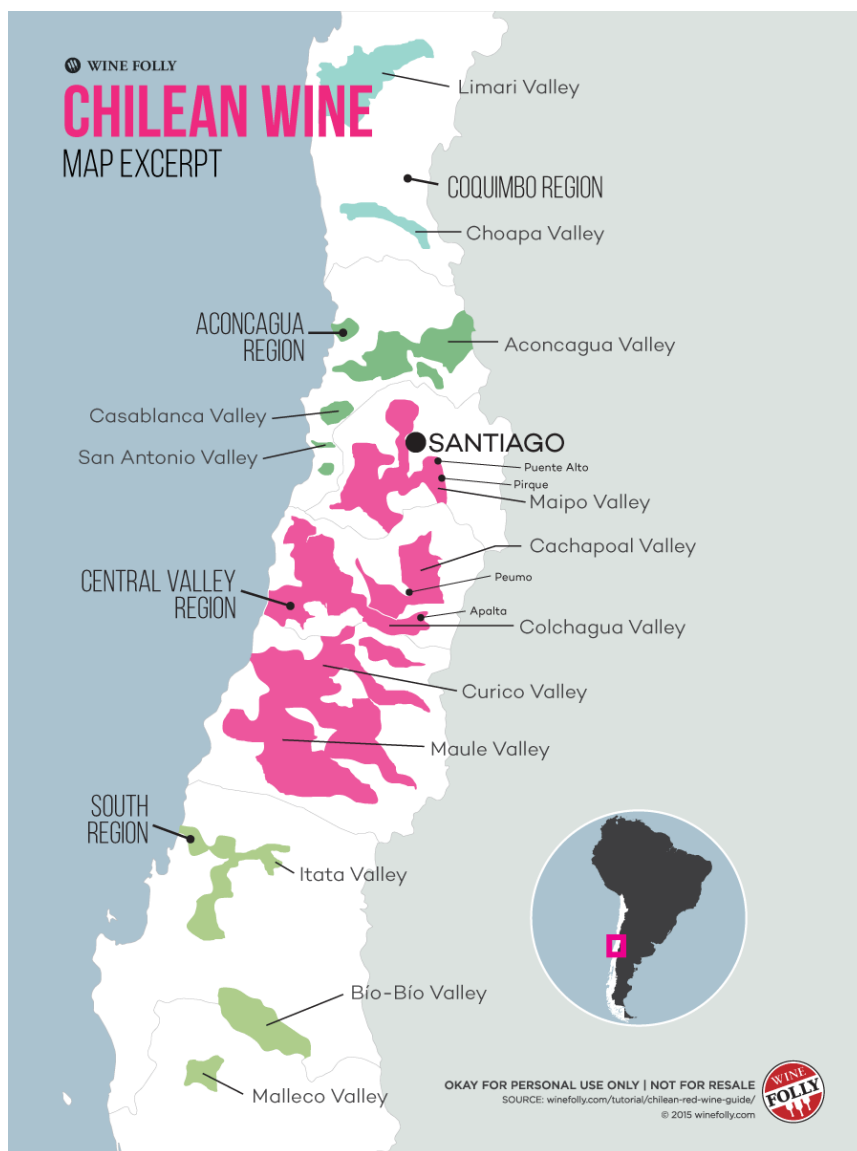 WINE FOLLY
CHILEAN WINE
MAP EXCERPT
Limari Valley
COQUIMBO REGION
Choapa Valley
ACONCAGUA
REGION
Aconcagua Valley
Casablanca Valley
San Antonio Valley
SANTIAGO
Puente Alto
Pirque
Maipo Valley
Cachapoal Valley
CENTRAL VALLEY
REGION
Peumo
Apalta
Colchagua Valley
Curico Valley
Maule Valley
SOUTH
REGION
Itata Valley
Bío-Bío Valley
Malleco Valley
OKAY FOR PERSONAL USE ONLY | NOT FOR RESALE
SOURCE: winefolly.com/tutorial/chilean-red-wine-guide/
© 2015 winefolly.com
WINE
FOLLY